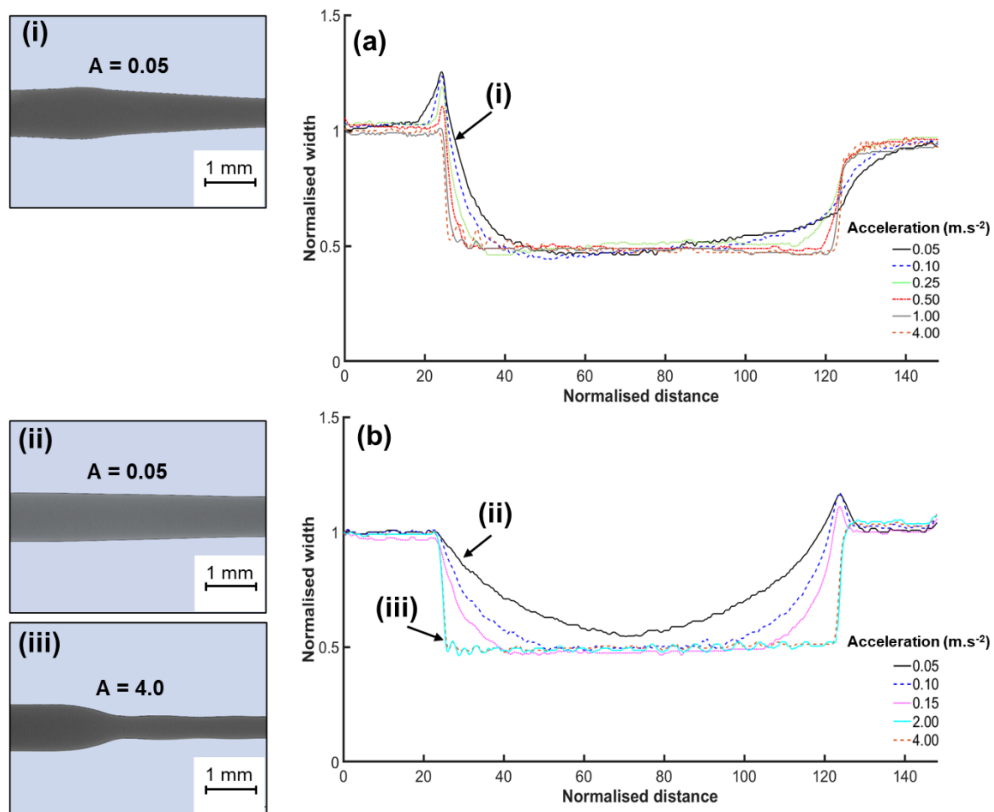 (i)
A = 0.05
1 mm
(a)
(i)
Normalised width
1.5
1
0.5
0
0 20 40 60 80 100 120 140
Normalised distance
Acceleration (m.s-2)
0.05
0.10
0.25
0.50
1.00
4.00
(ii)
A = 0.05
1 mm
(iii)
A = 4.0
1 mm
(b)
(ii)
(iii)
Normalised width
1.5
1
0.5
0
0 20 40 60 80 100 120 140
Normalised distance
Acceleration (m.s-2)
0.05
0.10
0.15
2.00
4.00